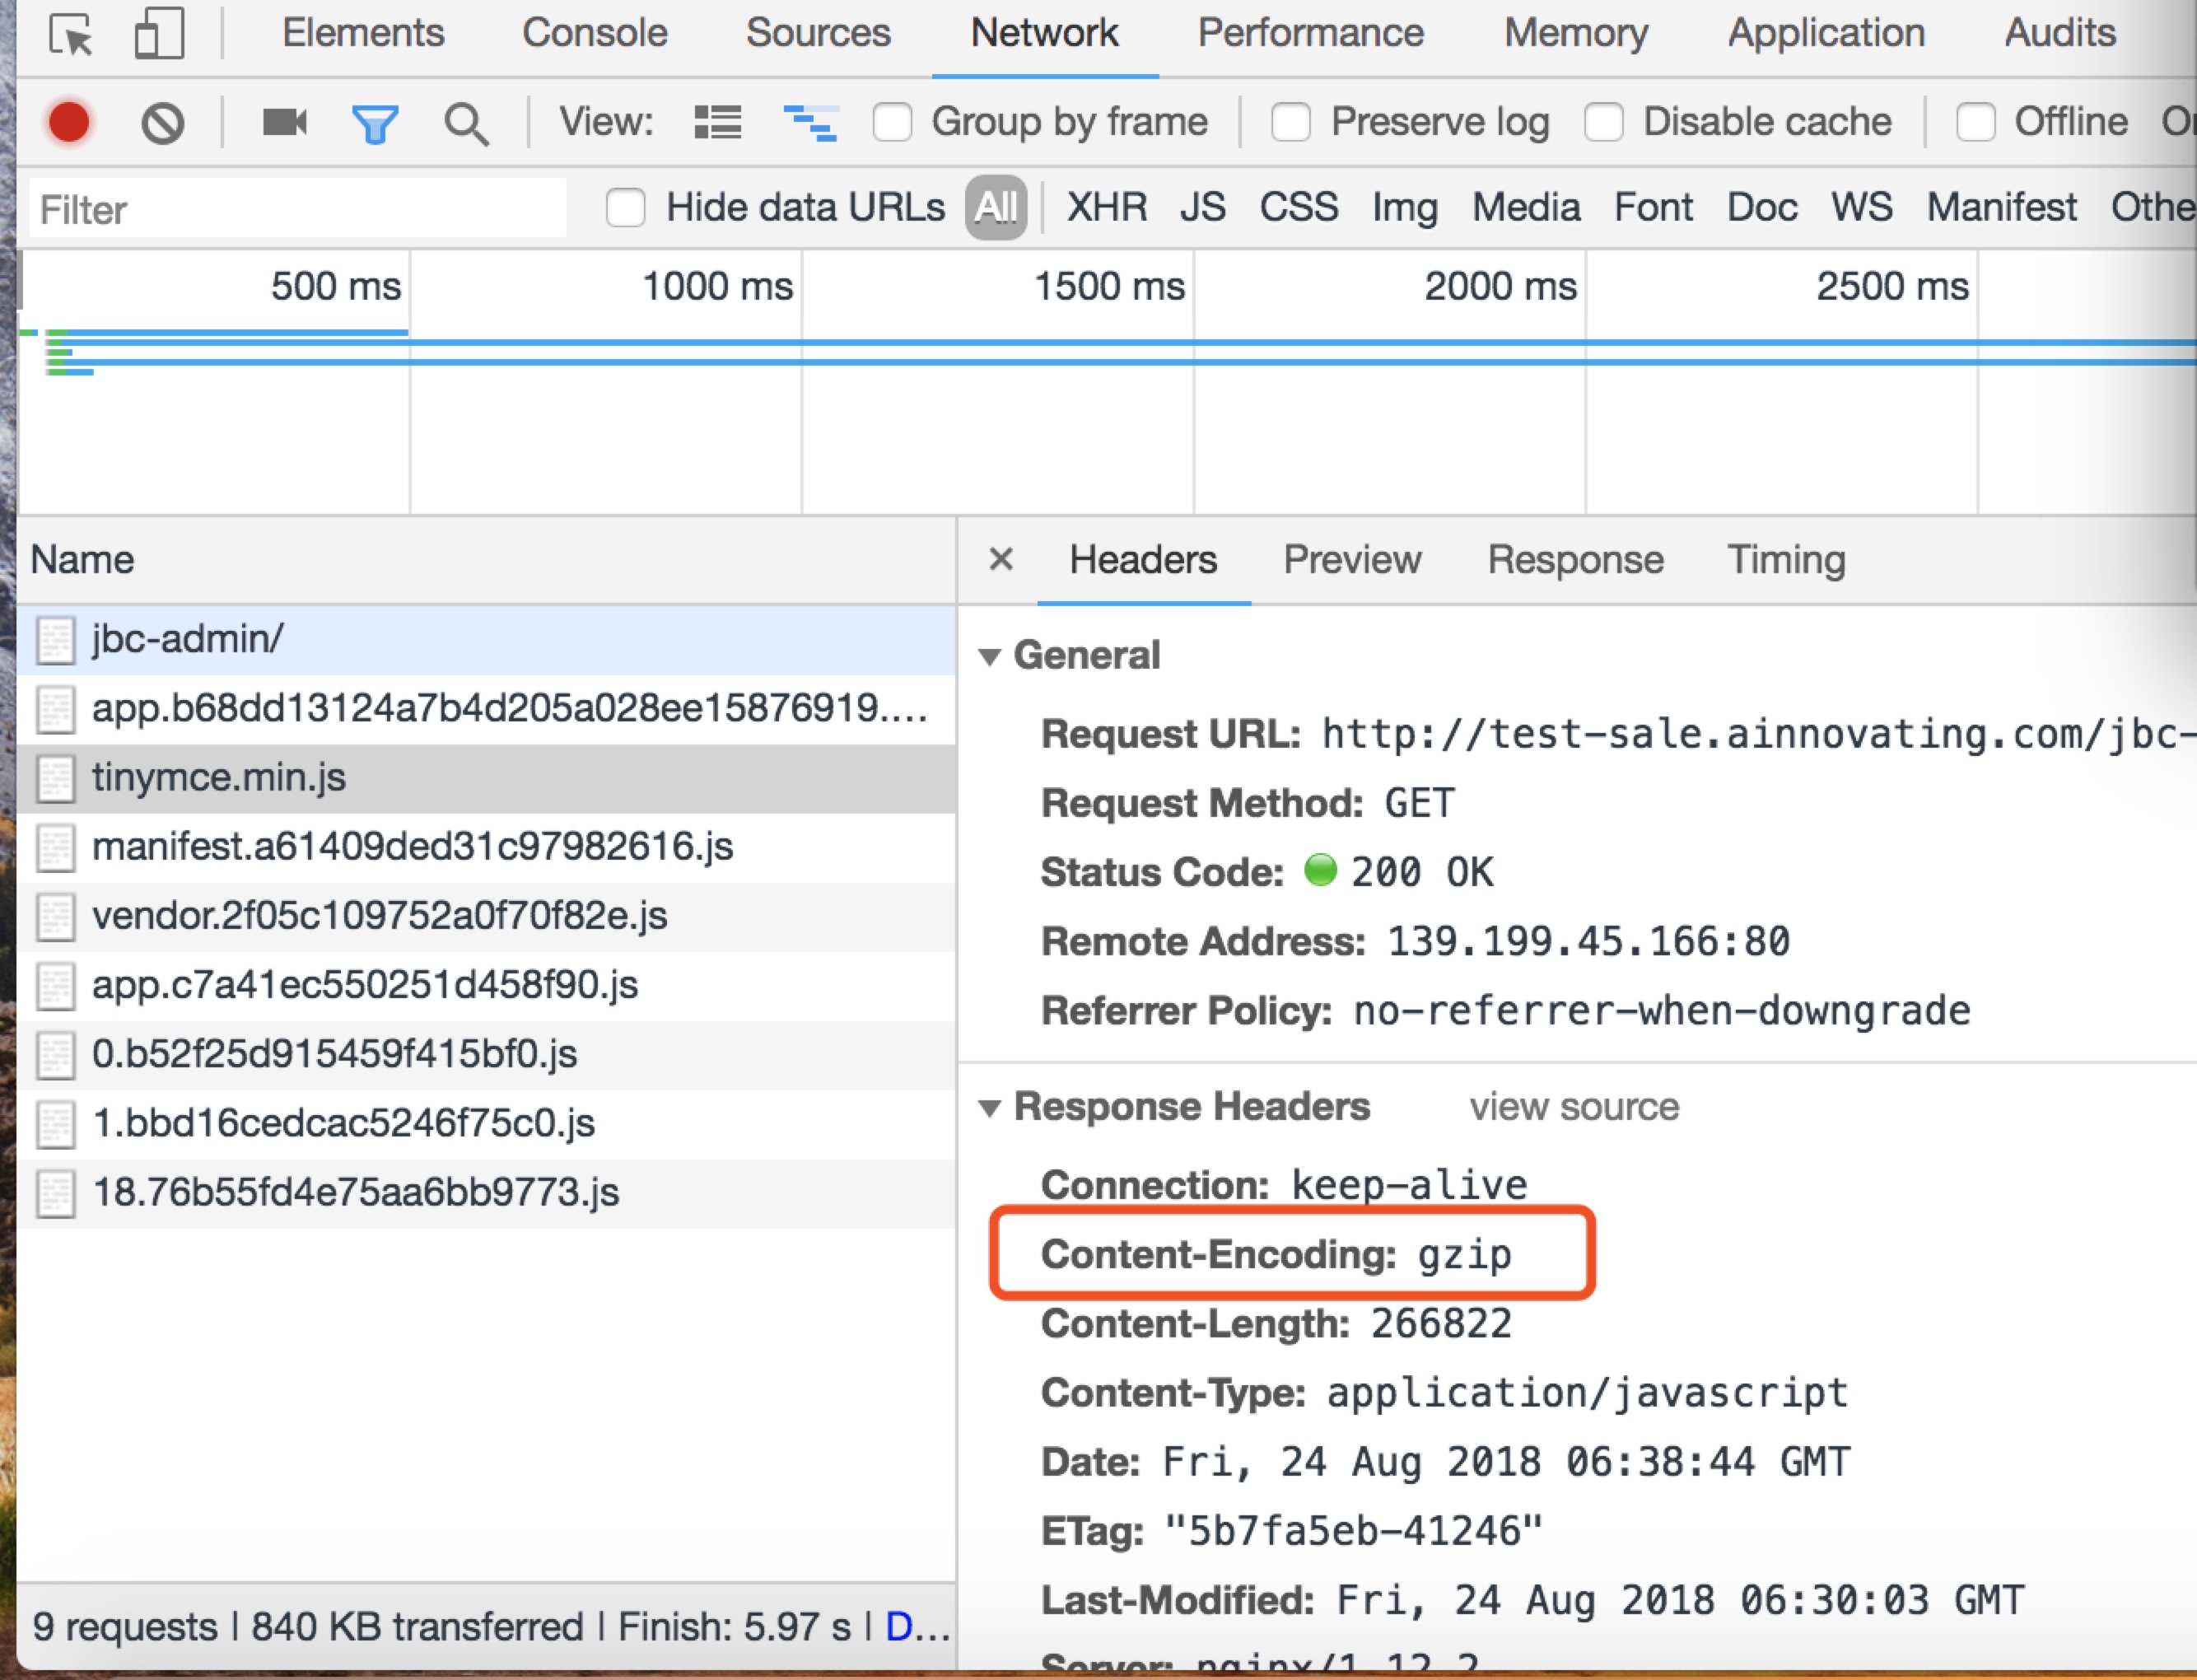 Elements Console Sources Network Performance Memory Application Audits
View: Group by frame Preserve log Disable cache Offline
Filter Hide data URLs All XHR JS CSS Img Media Font Doc WS Manifest Othe
500 ms 1000 ms 1500 ms 2000 ms 2500 ms
Name
jbc-admin/
app.b68dd13124a7b4d205a028ee15876919....
tinymce.min.js
manifest.a61409ded31c97982616.js
vendor.2f05c109752a0f70f82e.js
app.c7a41ec550251d458f90.js
0.b52f25d915459f415bf0.js
1.bbd16cedcac5246f75c0.js
18.76b55fd4e75aa6bb9773.js
9 requests | 840 KB transferred | Finish: 5.97 s | D...
× Headers Preview Response Timing
General
Request URL: http://test-sale.ainnovating.com/jbc-
Request Method: GET
Status Code: 200 OK
Remote Address: 139.199.45.166:80
Referrer Policy: no-referrer-when-downgrade
Response Headers view source
Connection: keep-alive
Content-Encoding: gzip
Content-Length: 266822
Content-Type: application/javascript
Date: Fri, 24 Aug 2018 06:38:44 GMT
ETag: "5b7fa5eb-41246"
Last-Modified: Fri, 24 Aug 2018 06:30:03 GMT
Server: nginx/1.12.2